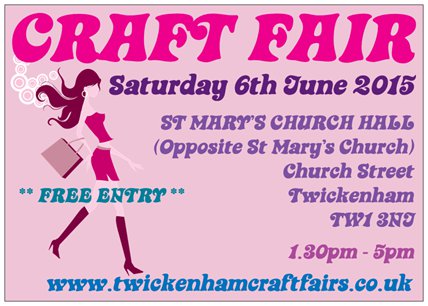 CRAFT FAIR
Saturday 6th June 2015
ST MARY'S CHURCH HALL
(Opposite St Mary's Church)
Church Street
** FREE ENTRY **
Twickenham
TW1 3NJ
1.30pm - 5pm
www.twickenhamcraftfairs.co.uk